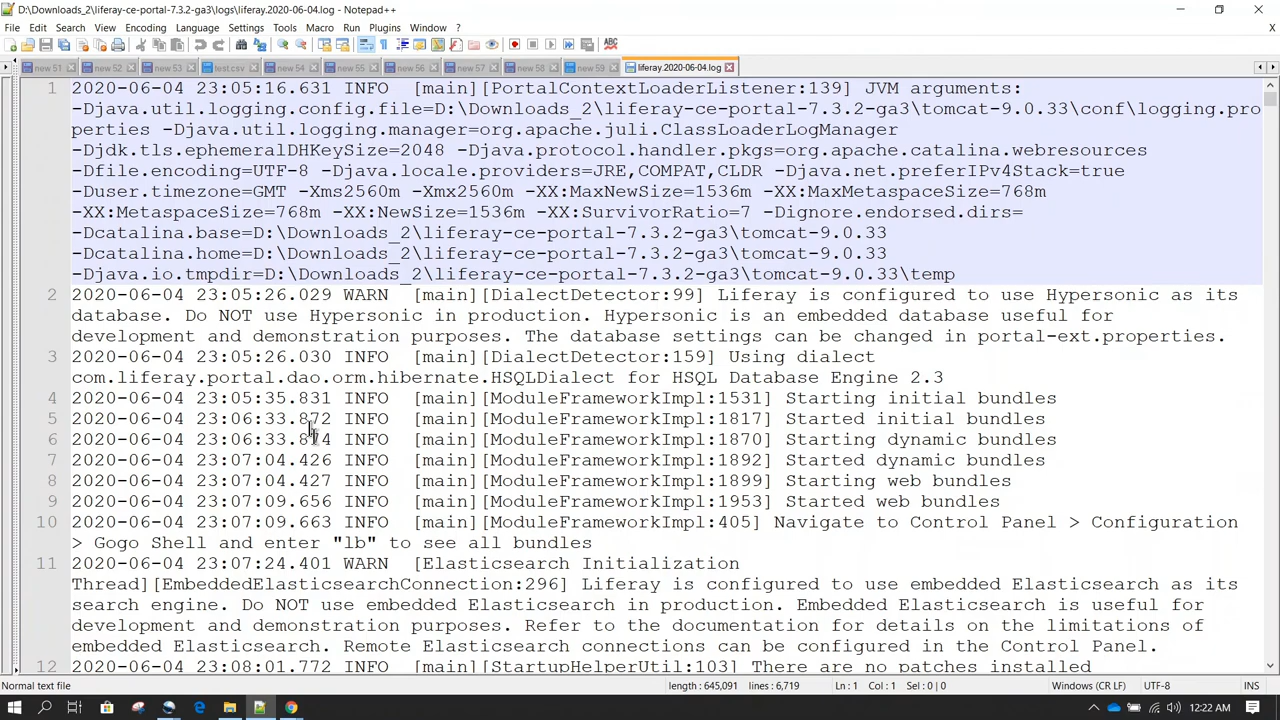 D:\Downloads_2\liferay-ce-portal-7.3.2-ga3\logs\liferay.2020-06-04.log - Notepad++
File Edit Search View Encoding Language Settings Tools Macro Run Plugins Window ? X
new 51 new 52 new 53 test.csv new 54 new 55 new 56 new 57 new 58 new 59 liferay.2020-06-04.log
1 2020-06-04 23:05:16.631 INFO [main][PortalContextLoaderListener:139] JVM arguments:
-Djava.util.logging.config.file=D:\Downloads_2\liferay-ce-portal-7.3.2-ga3\tomcat-9.0.33\conf\logging.pro
perties -Djava.util.logging.manager=org.apache.juli.ClassLoaderLogManager
-Djdk.tls.ephemeralDHKeySize=2048 -Djava.protocol.handler.pkgs=org.apache.catalina.webresources
-Dfile.encoding=UTF-8 -Djava.locale.providers=JRE,COMPAT,CLDR -Djava.net.preferIPv4Stack=true
-Duser.timezone=GMT -Xms2560m -Xmx2560m -XX:MaxNewSize=1536m -XX:MaxMetaspaceSize=768m
-XX:MetaspaceSize=768m -XX:NewSize=1536m -XX:SurvivorRatio=7 -Dignore.endorsed.dirs=
-Dcatalina.base=D:\Downloads_2\liferay-ce-portal-7.3.2-ga3\tomcat-9.0.33
-Dcatalina.home=D:\Downloads_2\liferay-ce-portal-7.3.2-ga3\tomcat-9.0.33
-Djava.io.tmpdir=D:\Downloads_2\liferay-ce-portal-7.3.2-ga3\tomcat-9.0.33\temp
2 2020-06-04 23:05:26.029 WARN [main][DialectDetector:99] Liferay is configured to use Hypersonic as its
database. Do NOT use Hypersonic in production. Hypersonic is an embedded database useful for
development and demonstration purposes. The database settings can be changed in portal-ext.properties.
3 2020-06-04 23:05:26.030 INFO [main][DialectDetector:159] Using dialect
com.liferay.portal.dao.orm.hibernate.HSQLDialect for HSQL Database Engine 2.3
4 2020-06-04 23:05:35.831 INFO [main][ModuleFrameworkImpl:1531] Starting initial bundles
5 2020-06-04 23:06:33.872 INFO [main][ModuleFrameworkImpl:1817] Started initial bundles
6 2020-06-04 23:06:33.874 INFO [main][ModuleFrameworkImpl:1870] Starting dynamic bundles
7 2020-06-04 23:07:04.426 INFO [main][ModuleFrameworkImpl:1892] Started dynamic bundles
8 2020-06-04 23:07:04.427 INFO [main][ModuleFrameworkImpl:1899] Starting web bundles
9 2020-06-04 23:07:09.656 INFO [main][ModuleFrameworkImpl:1953] Started web bundles
10 2020-06-04 23:07:09.663 INFO [main][ModuleFrameworkImpl:405] Navigate to Control Panel > Configuration
> Gogo Shell and enter "lb" to see all bundles
11 2020-06-04 23:07:24.401 WARN [Elasticsearch Initialization
Thread][EmbeddedElasticsearchConnection:296] Liferay is configured to use embedded Elasticsearch as its
search engine. Do NOT use embedded Elasticsearch in production. Embedded Elasticsearch is useful for
development and demonstration purposes. Refer to the documentation for details on the limitations of
embedded Elasticsearch. Remote Elasticsearch connections can be configured in the Control Panel.
12 2020-06-04 23:08:01.772 INFO [main][StartupHelperUtil:103] There are no patches installed
Normal text file length : 645,091 lines : 6,719 Ln : 1 Col : 1 Sel : 0 | 0 Windows (CR LF) UTF-8 INS
12:22 AM